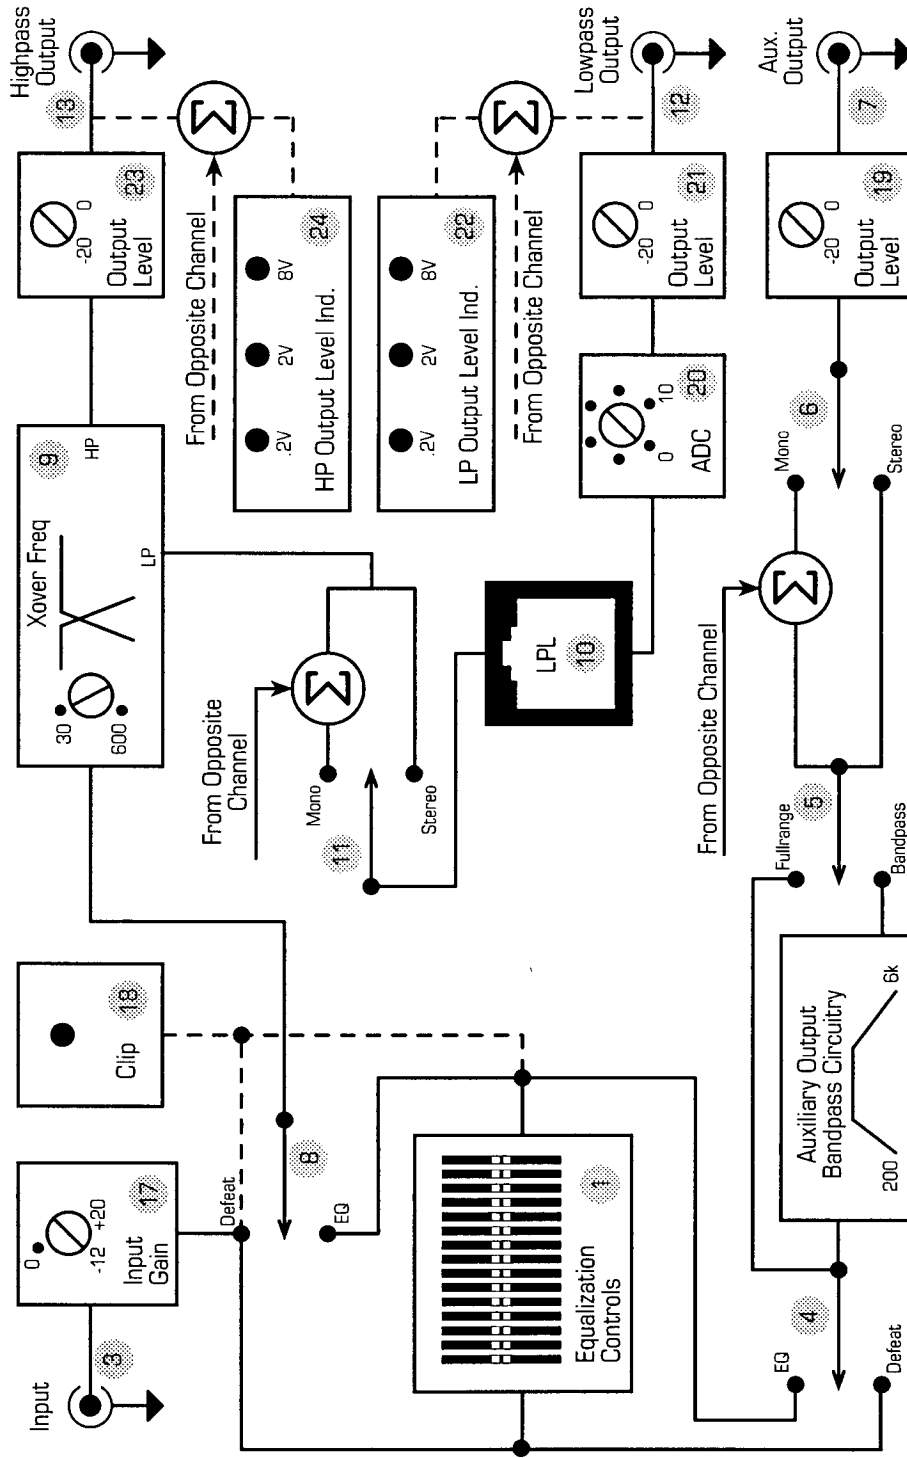 Input
3
0
-12 +20
Input
Gain
17
Clip
18
Defeat
8
EQ
Equalization
Controls
1
EQ
4
Defeat
Auxiliary Output
Bandpass Circuitry
200
6k
Fullrange
5
Bandpass
From Opposite Channel
Σ
Mono
6
Stereo
Output
Level
-20 0
19
7
Aux.
Output
30
600
Xover Freq
9
HP
LP
From Opposite
Channel
Σ
Mono
11
Stereo
LPL
10
ADC
0 10
20
Output
Level
-20 0
21
12
Lowpass
Output
Output
Level
-20 0
23
13
Highpass
Output
From Opposite Channel
Σ
.2V 2V 8V
HP Output Level Ind.
24
.2V 2V 8V
LP Output Level Ind.
22
From Opposite Channel
Σ